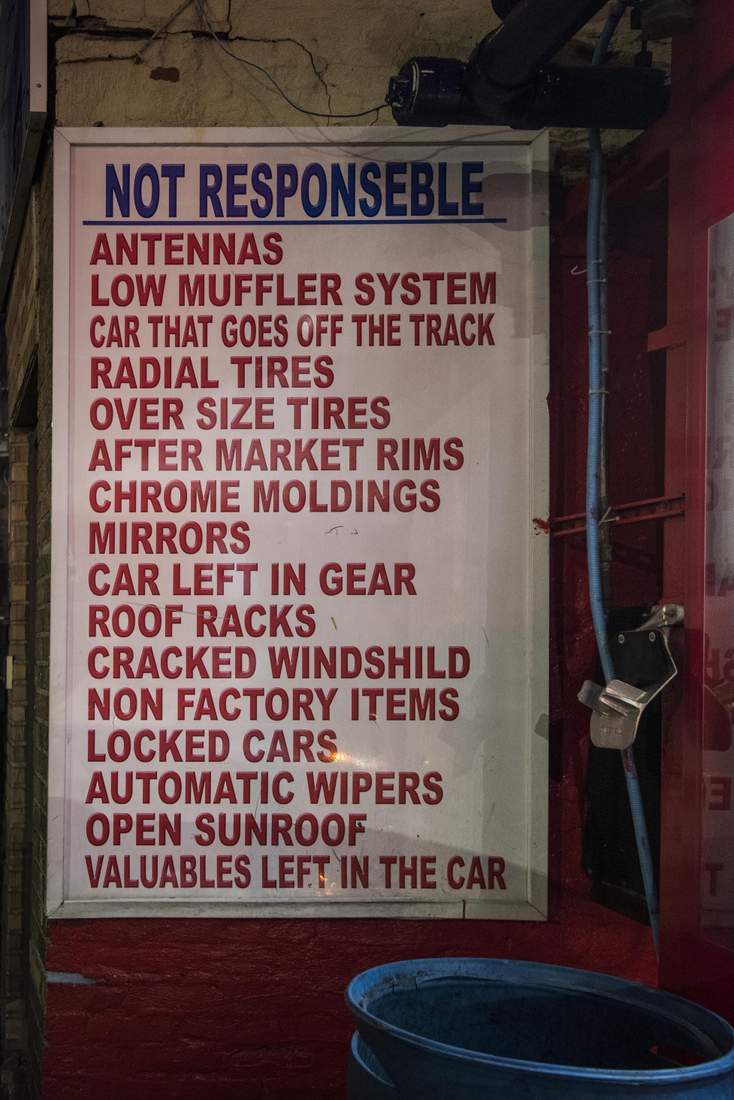 NOT RESPONSEBLE
ANTENNAS
LOW MUFFLER SYSTEM
CAR THAT GOES OFF THE TRACK
RADIAL TIRES
OVER SIZE TIRES
AFTER MARKET RIMS
CHROME MOLDINGS
MIRRORS
CAR LEFT IN GEAR
ROOF RACKS
CRACKED WINDSHILD
NON FACTORY ITEMS
LOCKED CARS
AUTOMATIC WIPERS
OPEN SUNROOF
VALUABLES LEFT IN THE CAR